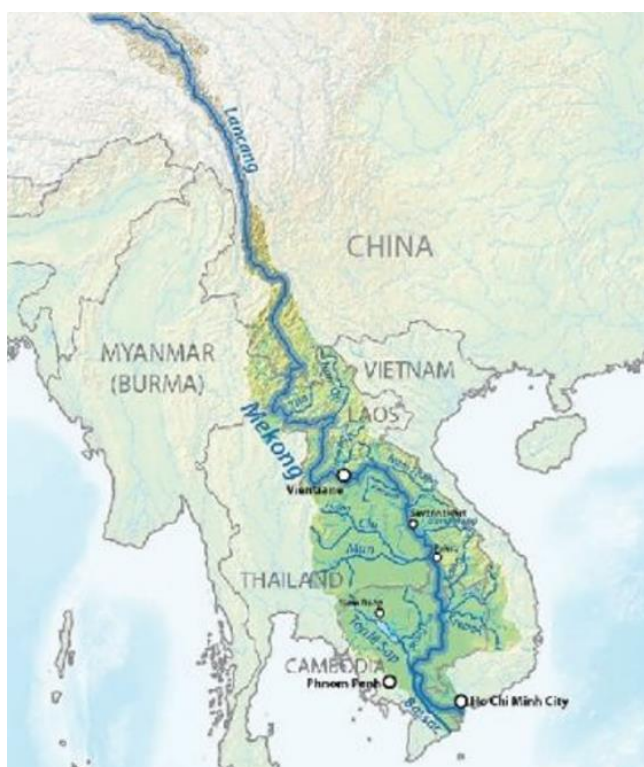 Lancang
CHINA
MYANMAR
(BURMA)
VIETNAM
LAOS
Mekong
Vientiane
Chi
Mun
THAILAND
Tonle Sap
CAMBODIA
Phnom Penh
Bassac
Ho Chi Minh City